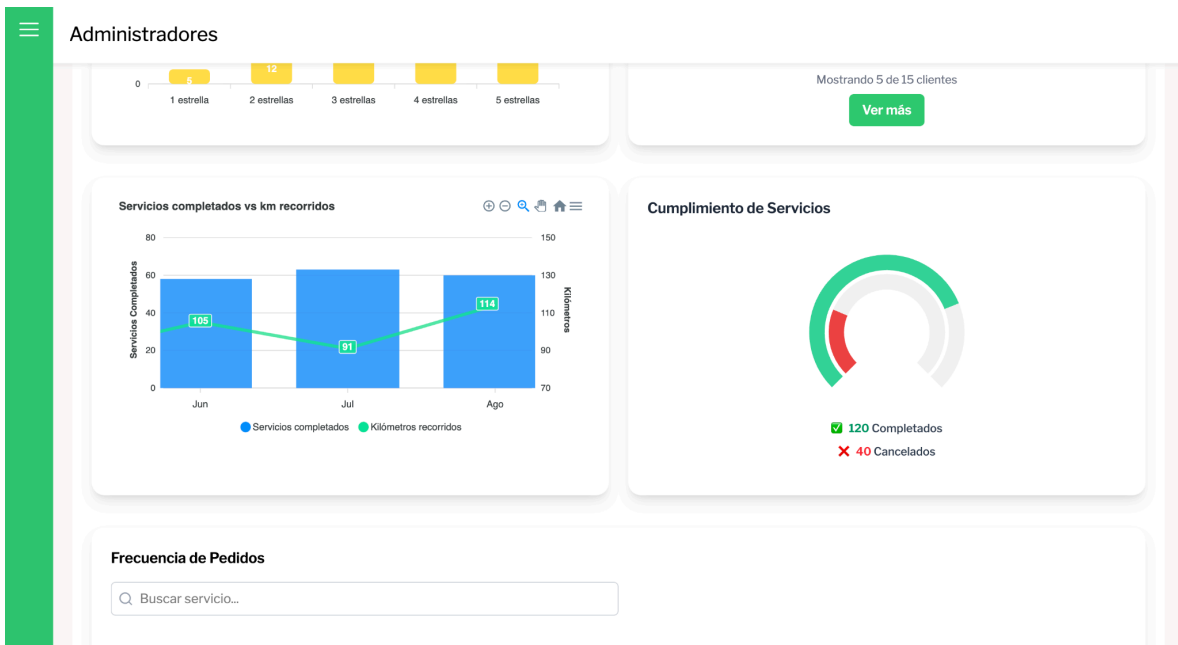 Administradores
12
0
5
1 estrella
2 estrellas
3 estrellas
4 estrellas
5 estrellas
Mostrando 5 de 15 clientes
Ver más
Servicios completados vs km recorridos
80
60
40
20
0
Servicios Completados
105
91
114
150
130
110
90
70
Kilómetros
Jun
Jul
Ago
Servicios completados
Kilómetros recorridos
Cumplimiento de Servicios
120 Completados
40 Cancelados
Frecuencia de Pedidos
Buscar servicio...